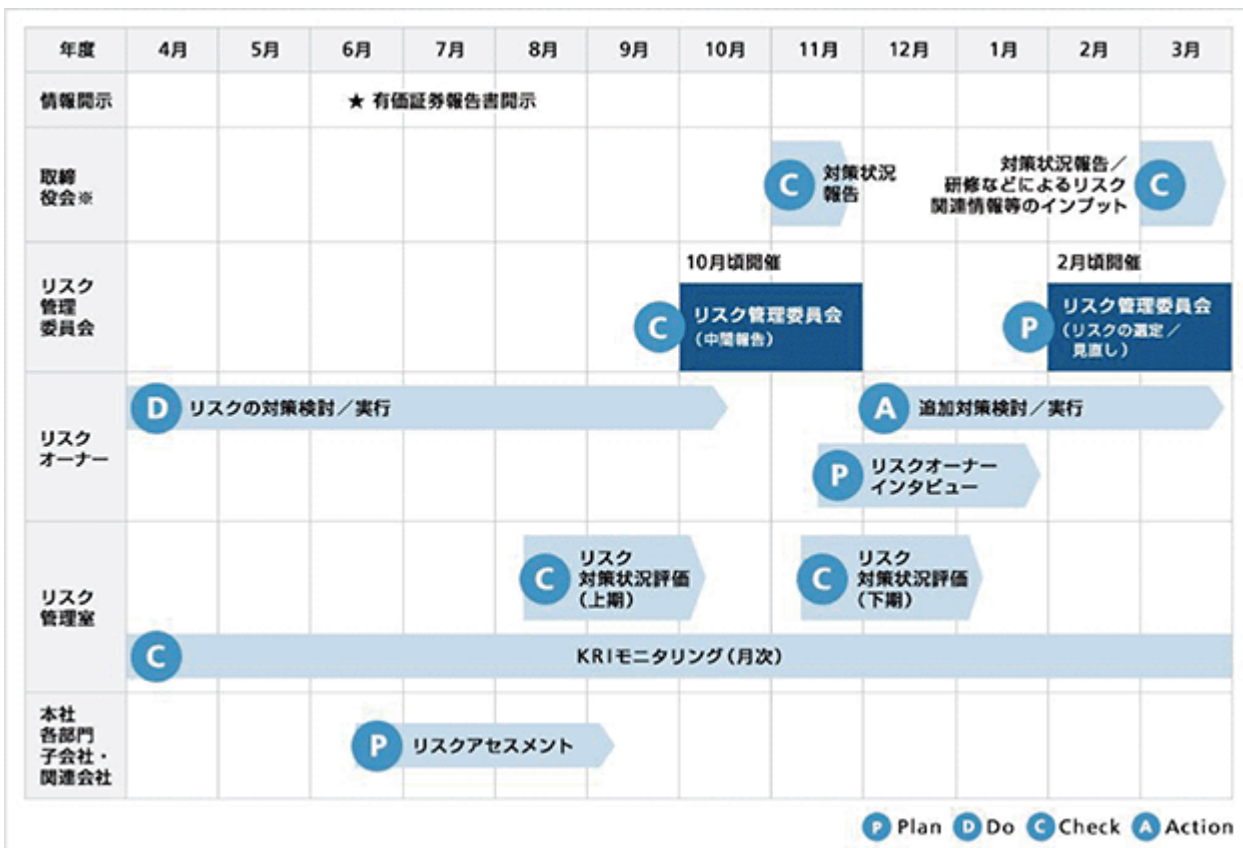 年度 4月 5月 6月 7月 8月 9月 10月 11月 12月 1月 2月 3月
情報開示
★ 有価証券報告書開示
取締
役会※
C
対策状況
報告
対策状況報告／
研修などによるリスク
関連情報等のインプット
C
リスク
管理
委員会
10月頃開催
C
リスク管理委員会
（中間報告）
2月頃開催
P
リスク管理委員会
（リスクの選定／
見直し）
リスク
オーナー
D リスクの対策検討／実行
A 追加対策検討／実行
P
リスクオーナー
インタビュー
リスク
管理室
C
リスク
対策状況評価
（上期）
C
リスク
対策状況評価
（下期）
C KRIモニタリング（月次）
本社
各部門
子会社・
関連会社
P リスクアセスメント
P Plan D Do C Check A Action